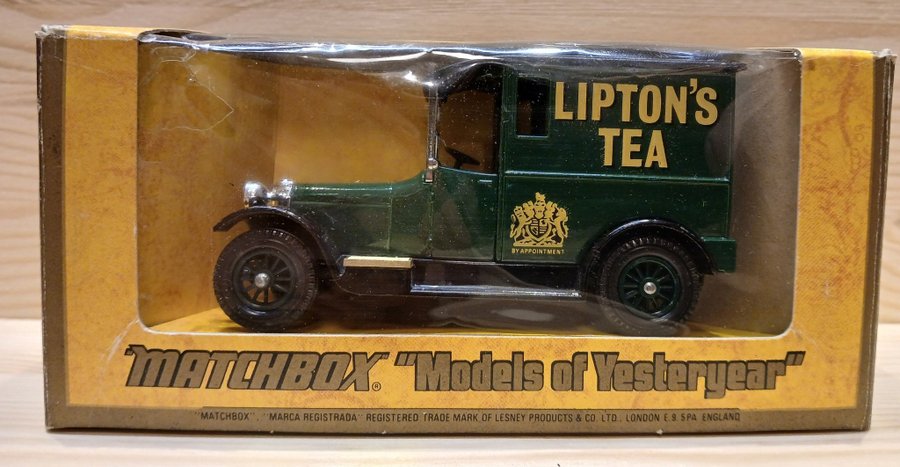 LIPTON'S
TEA
BY APPOINTMENT
"MATCHBOX"® "Models of Yesteryear"
"MATCHBOX", "MARCA REGISTRADA" REGISTERED TRADE MARK OF LESNEY PRODUCTS & CO. LTD. LONDON E.9. 5PA ENGLAND